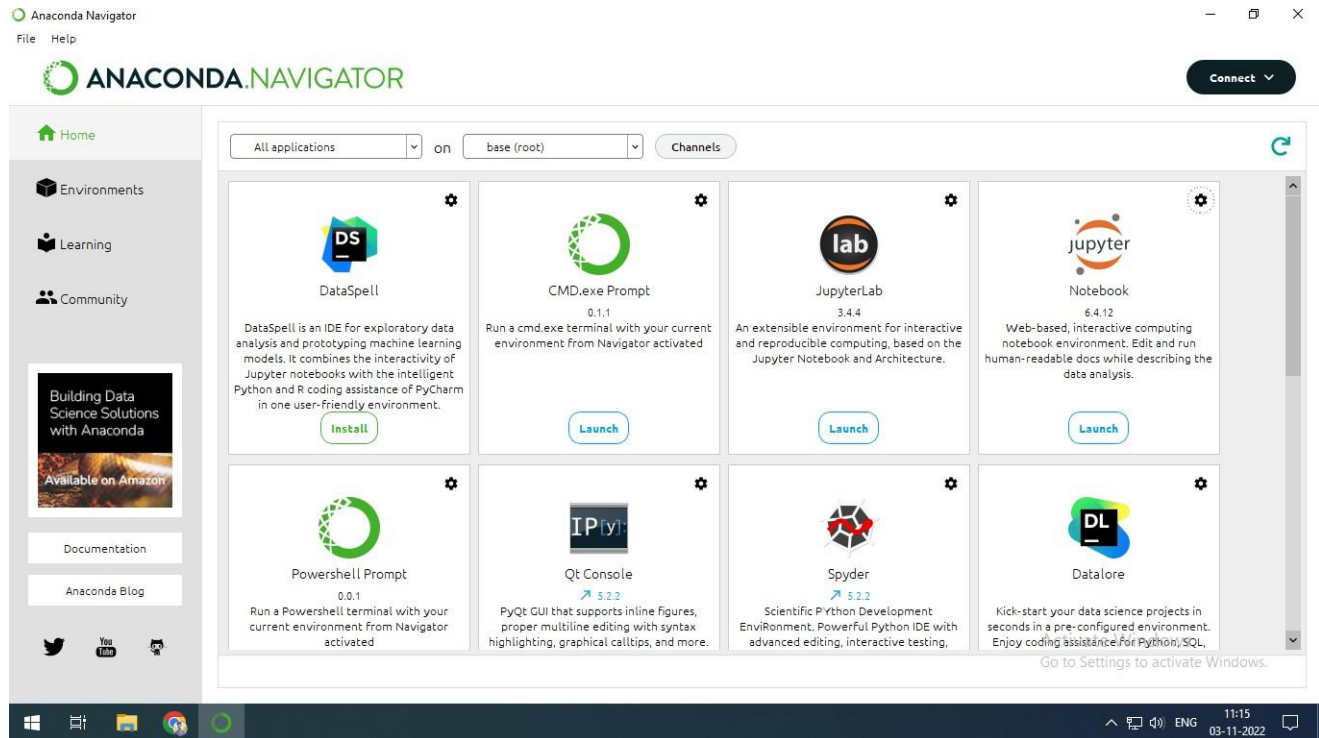 Anaconda Navigator
File Help
ANACONDA.NAVIGATOR
Connect
Home
Environments
Learning
Community
Building Data
Science Solutions
with Anaconda
Available on Amazon
Documentation
Anaconda Blog
You
Tube
All applications on base (root) Channels
DS
DataSpell
DataSpell is an IDE for exploratory data
analysis and prototyping machine learning
models. It combines the interactivity of
Jupyter notebooks with the intelligent
Python and R coding assistance of PyCharm
in one user-friendly environment.
Install
CMD.exe Prompt
0.1.1
Run a cmd.exe terminal with your current
environment from Navigator activated
Launch
lab
JupyterLab
3.4.4
An extensible environment for interactive
and reproducible computing, based on the
Jupyter Notebook and Architecture.
Launch
jupyter
Notebook
6.4.12
Web-based, interactive computing
notebook environment. Edit and run
human-readable docs while describing the
data analysis.
Launch
Powershell Prompt
0.0.1
Run a Powershell terminal with your
current environment from Navigator
activated
IP[y]:
Qt Console
5.2.2
PyQt GUI that supports inline figures,
proper multiline editing with syntax
highlighting, graphical calltips, and more.
Spyder
5.2.2
Scientific PYthon Development
EnviRonment. Powerful Python IDE with
advanced editing, interactive testing,
DL
Datalore
Kick-start your data science projects in
seconds in a pre-configured environment.
Enjoy coding assistance for Python, SQL,
Activate Windows
Go to Settings to activate Windows.
ENG
11:15
03-11-2022